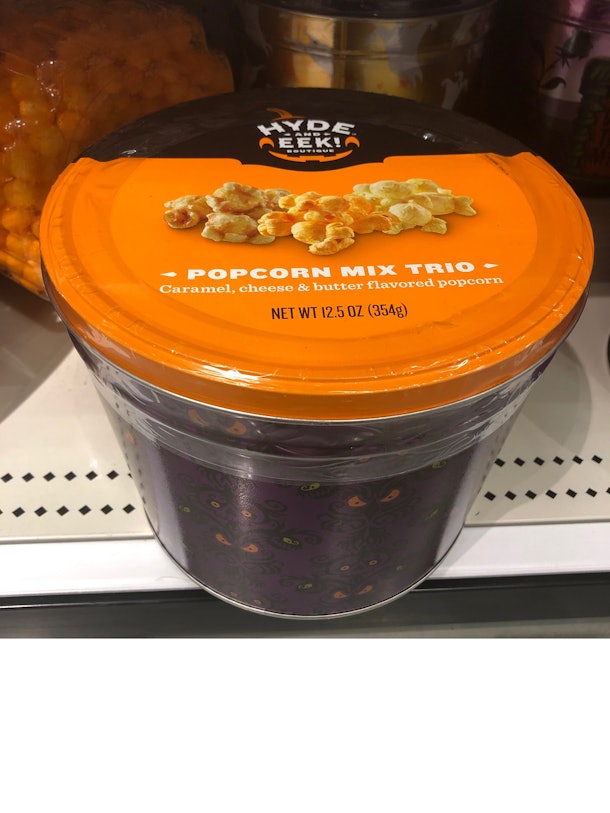 HYDE
AND
EEK!
BOUTIQUE
POPCORN MIX TRIO
Caramel, cheese & butter flavored popcorn
NET WT 12.5 OZ (354g)